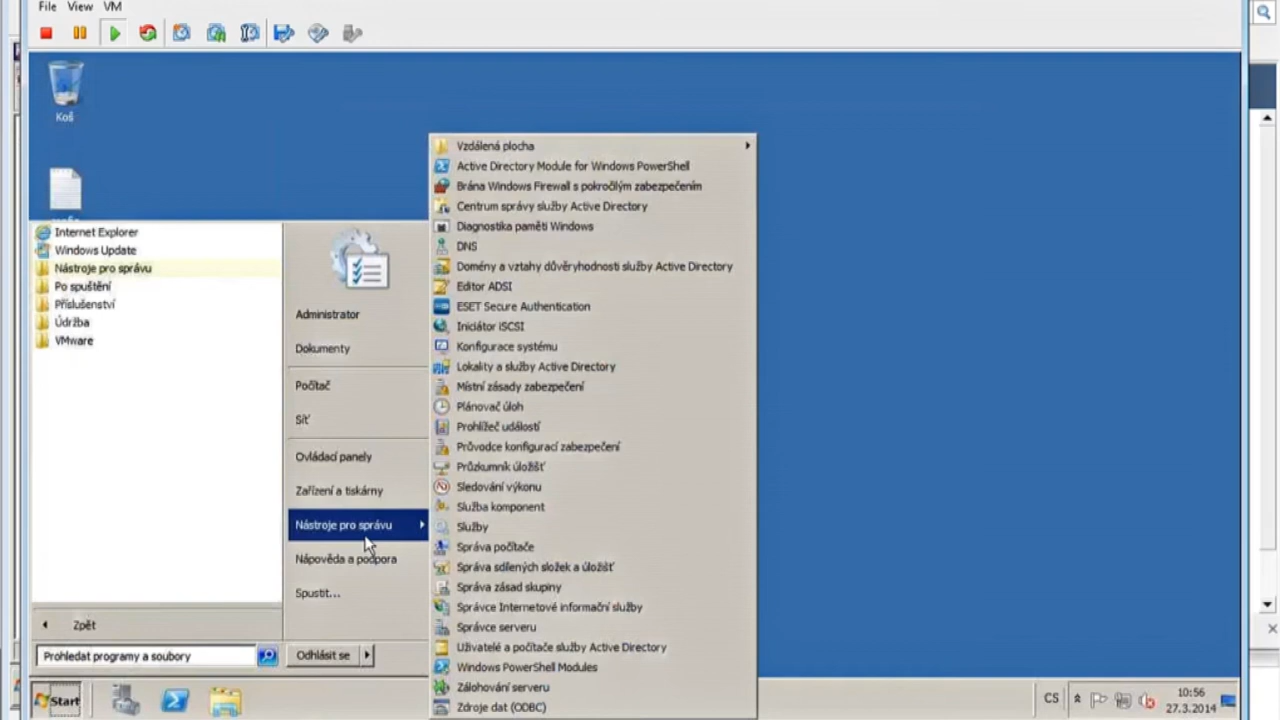 File View VM
Koš
Internet Explorer
Windows Update
Nástroje pro správu
Po spuštění
Příslušenství
Údržba
VMware
Zpět
Prohledat programy a soubory
Administrator
Dokumenty
Počítač
Síť
Ovládací panely
Zařízení a tiskárny
Nástroje pro správu
Nápověda a podpora
Spustit...
Odhlásit se
Vzdálená plocha
Active Directory Module for Windows PowerShell
Brána Windows Firewall s pokročilým zabezpečením
Centrum správy služby Active Directory
Diagnostika paměti Windows
DNS
Domény a vztahy důvěryhodnosti služby Active Directory
Editor ADSI
ESET Secure Authentication
Iniciátor iSCSI
Konfigurace systému
Lokality a služby Active Directory
Místní zásady zabezpečení
Plánovač úloh
Prohlížeč událostí
Průvodce konfigurací zabezpečení
Průzkumník úložišť
Sledování výkonu
Služba komponent
Služby
Správa počítače
Správa sdílených složek a úložišť
Správa zásad skupiny
Správce Internetové informační služby
Správce serveru
Uživatelé a počítače služby Active Directory
Windows PowerShell Modules
Zálohování serveru
Zdroje dat (ODBC)
Start
CS
10:56
27.3.2014